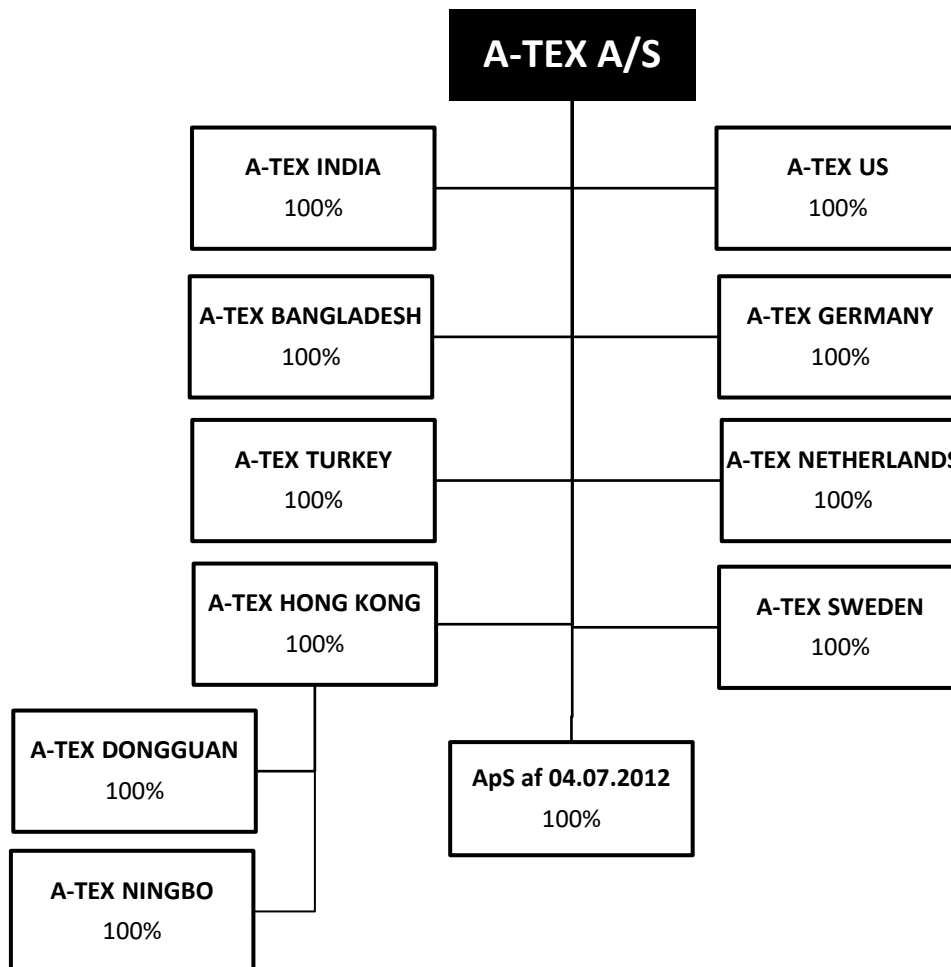 A-TEX A/S
A-TEX INDIA
100%
A-TEX US
100%
A-TEX BANGLADESH
100%
A-TEX GERMANY
100%
A-TEX TURKEY
100%
A-TEX NETHERLANDS
100%
A-TEX HONG KONG
100%
A-TEX SWEDEN
100%
A-TEX DONGGUAN
100%
ApS af 04.07.2012
100%
A-TEX NINGBO
100%